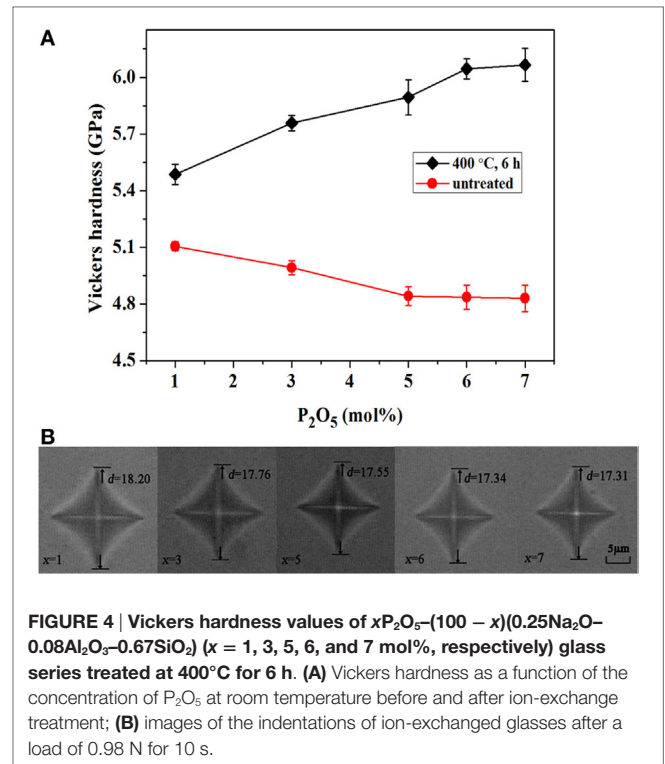 A
6.0
5.7
5.4
5.1
4.8
4.5
Vickers hardness (GPa)
400 °C, 6 h
untreated
1 2 3 4 5 6 7
P₂O₅ (mol%)
B
d=18.20
x=1
d=17.76
x=3
d=17.55
x=5
d=17.34
x=6
d=17.31
x=7
5μm
FIGURE 4 | Vickers hardness values of xP₂O₅–(100 − x)(0.25Na₂O–
0.08Al₂O₃–0.67SiO₂) (x = 1, 3, 5, 6, and 7 mol%, respectively) glass
series treated at 400°C for 6 h. (A) Vickers hardness as a function of the
concentration of P₂O₅ at room temperature before and after ion-exchange
treatment; (B) images of the indentations of ion-exchanged glasses after a
load of 0.98 N for 10 s.